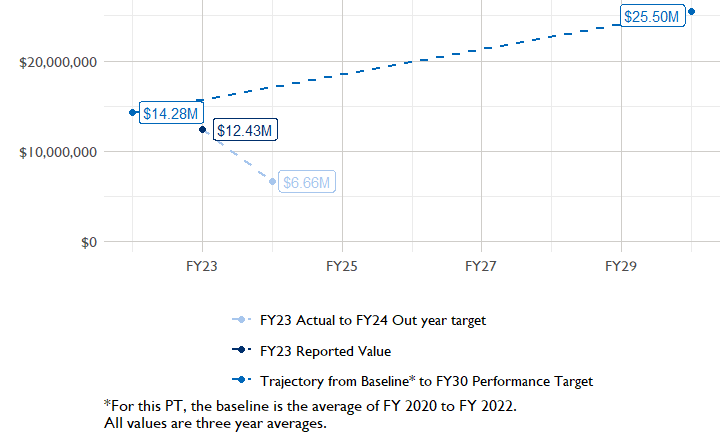 $25.50M
$20,000,000
$14.28M
$12.43M
$10,000,000
$6.66M
$0
FY23 FY25 FY27 FY29
FY23 Actual to FY24 Out year target
FY23 Reported Value
Trajectory from Baseline* to FY30 Performance Target
*For this PT, the baseline is the average of FY 2020 to FY 2022.
All values are three year averages.